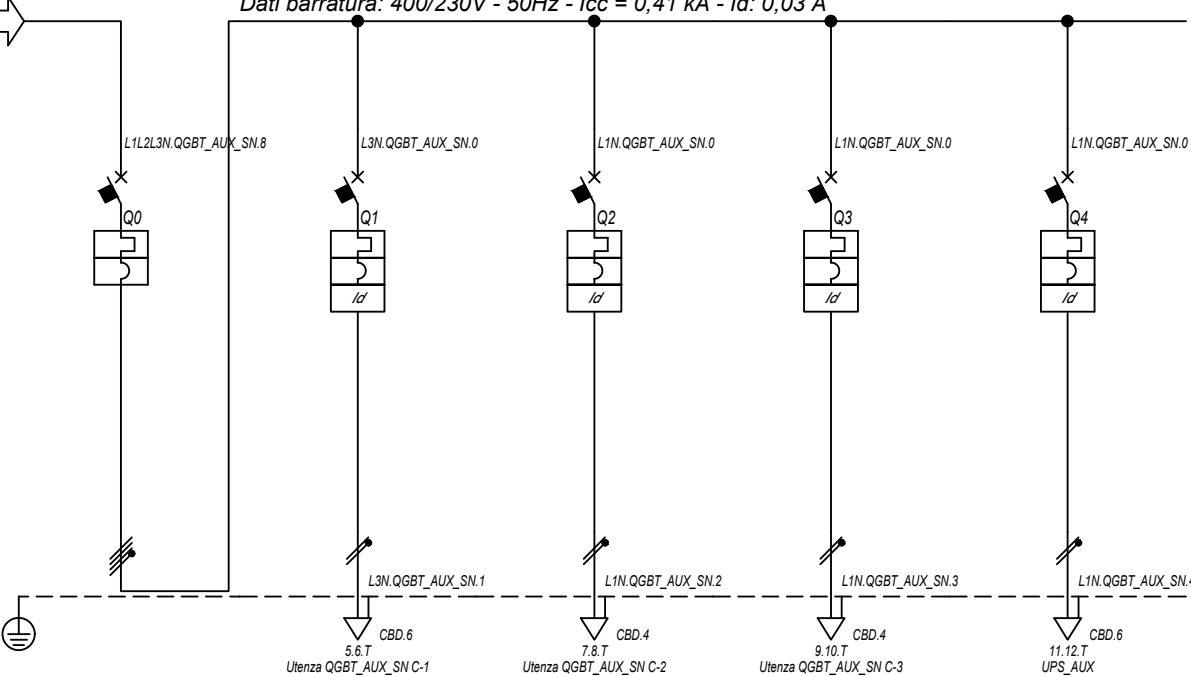 Dati barratura: 400/230V - 50Hz - Icc = 0,41 kA - Id: 0,03 A
L1L2L3N.QGBT_AUX_SN.8
L3N.QGBT_AUX_SN.0
L1N.QGBT_AUX_SN.0
L1N.QGBT_AUX_SN.0
L1N.QGBT_AUX_SN.0
Q0
Q1
Q2
Q3
Q4
Id
Id
Id
Id
L3N.QGBT_AUX_SN.1
L1N.QGBT_AUX_SN.2
L1N.QGBT_AUX_SN.3
L1N.QGBT_AUX_SN.4
CBD.6
CBD.4
CBD.4
CBD.6
5.6.T
7.8.T
9.10.T
11.12.T
Utenza QGBT_AUX_SN C-1
Utenza QGBT_AUX_SN C-2
Utenza QGBT_AUX_SN C-3
UPS_AUX